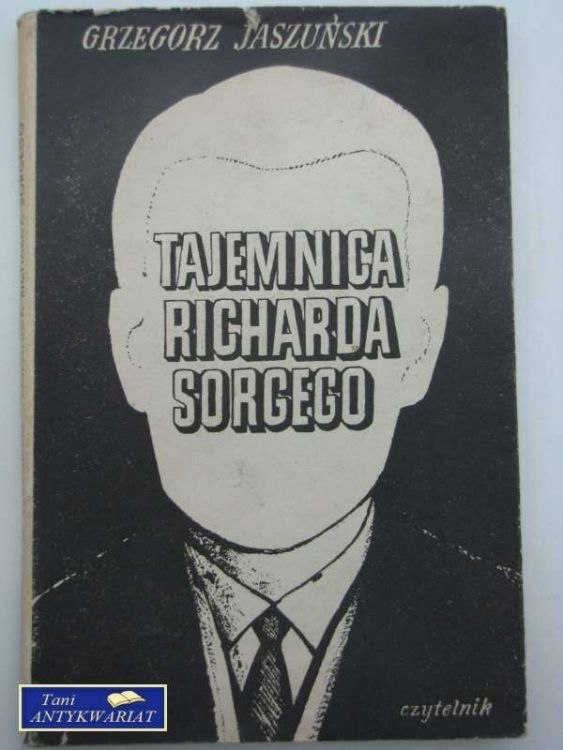 GRZEGORZ JASZUŃSKI
TAJEMNICA
RICHARDA
SORGEGO
czytelnik
Tani
ANTYKWARIAT